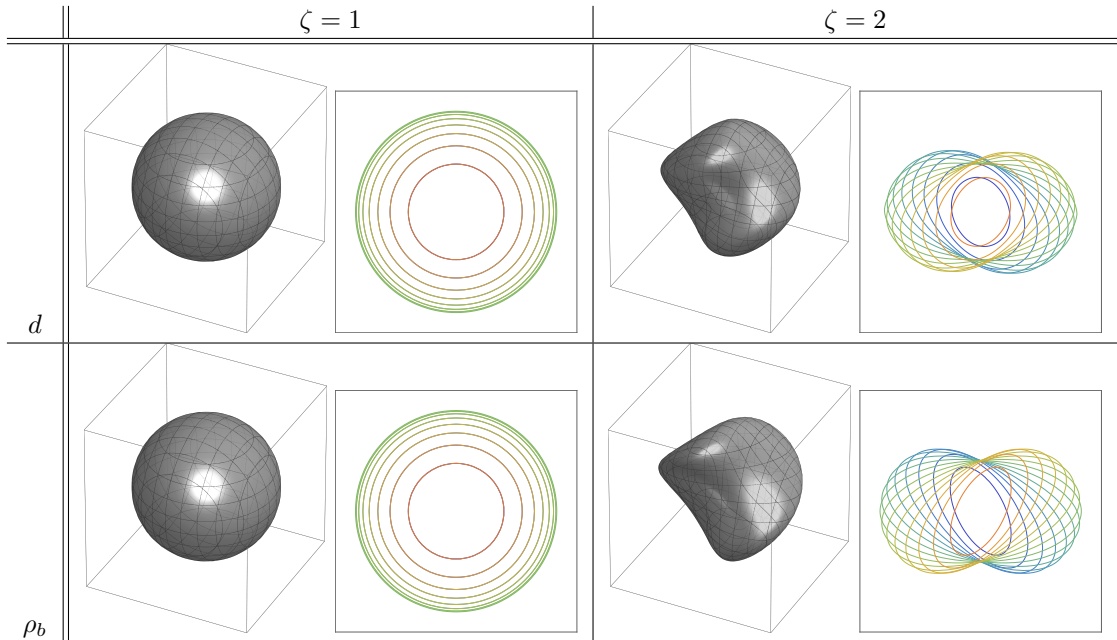 ζ = 1
ζ = 2
d
ρ_b